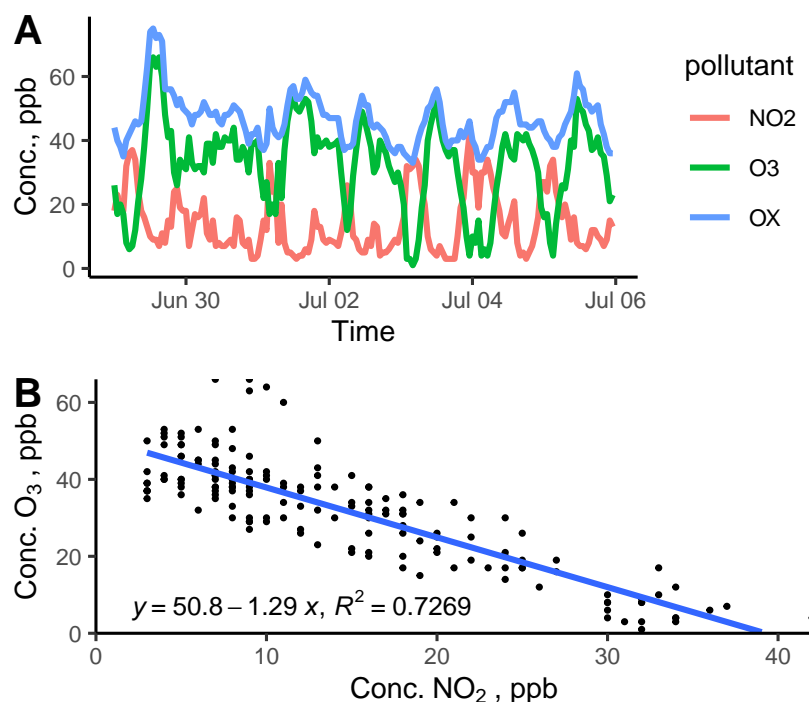 A
Conc., ppb
60
40
20
0
Jun 30
Jul 02
Jul 04
Jul 06
Time
pollutant
NO2
O3
OX
B
Conc. O₃ , ppb
60
40
20
0
y = 50.8 − 1.29 x, R² = 0.7269
0
10
20
30
40
Conc. NO₂ , ppb